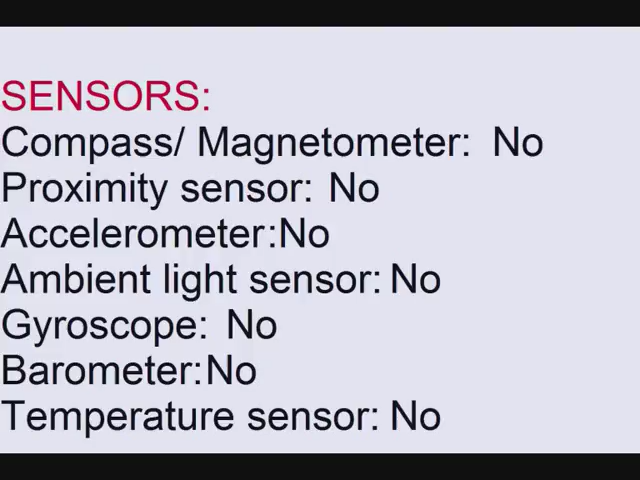 SENSORS:
Compass/ Magnetometer: No
Proximity sensor: No
Accelerometer:No
Ambient light sensor: No
Gyroscope: No
Barometer:No
Temperature sensor: No